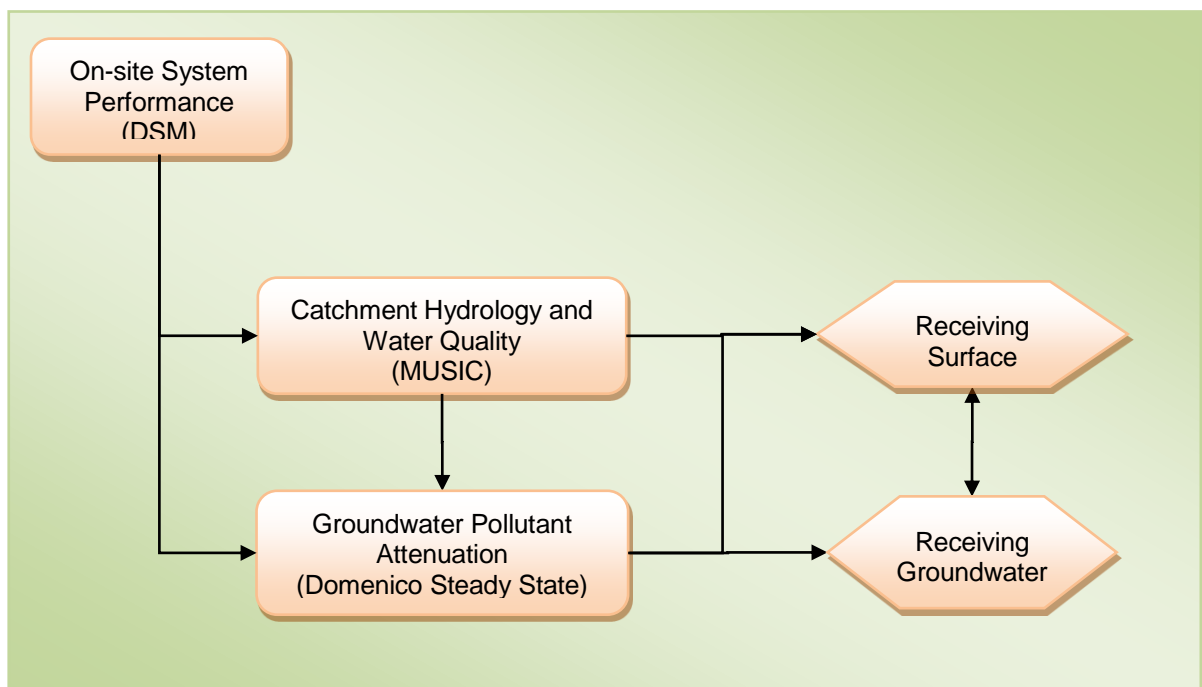 On-site System
Performance
(DSM)
Catchment Hydrology and
Water Quality
(MUSIC)
Receiving
Surface
Groundwater Pollutant
Attenuation
(Domenico Steady State)
Receiving
Groundwater